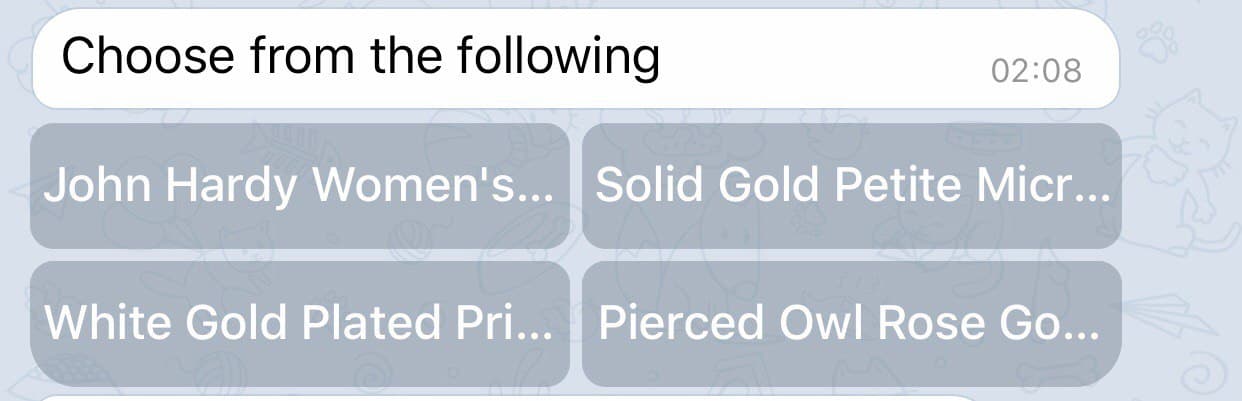 Choose from the following
02:08
John Hardy Women's...
Solid Gold Petite Micr...
White Gold Plated Pri...
Pierced Owl Rose Go...